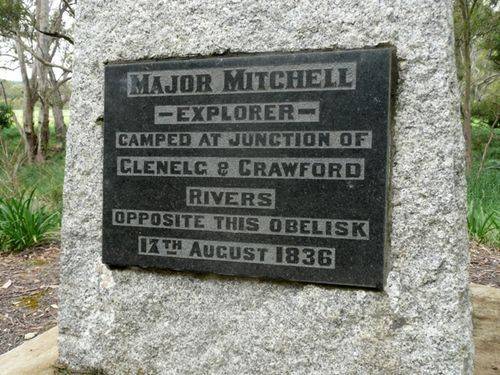 MAJOR MITCHELL
— EXPLORER —
CAMPED AT JUNCTION OF
GLENELG & CRAWFORD
RIVERS
OPPOSITE THIS OBELISK
17TH AUGUST 1836